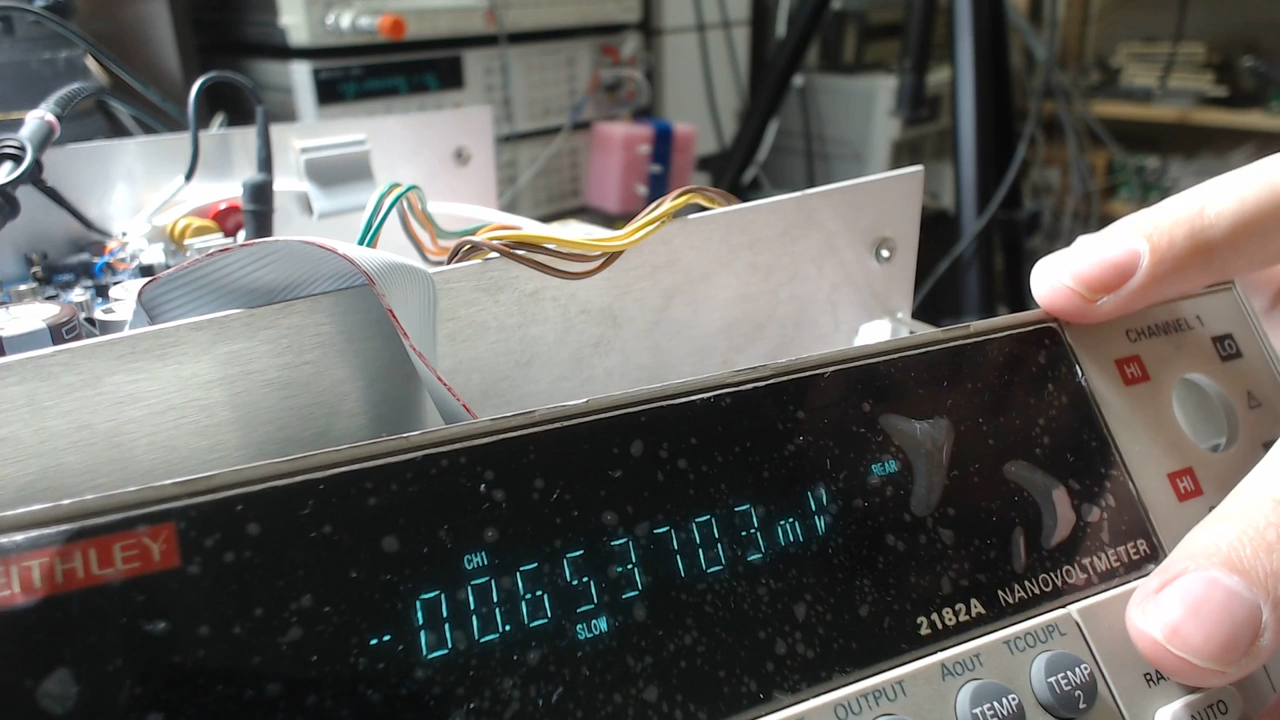 CHANNEL 1
HI
LO
HI
REAR
EITHLEY
CH1
-00.653703mV
SLOW
2182A NANOVOLTMETER
OUTPUT
AOUT
TCOUPL
TEMP
TEMP
2
RA
AUTO